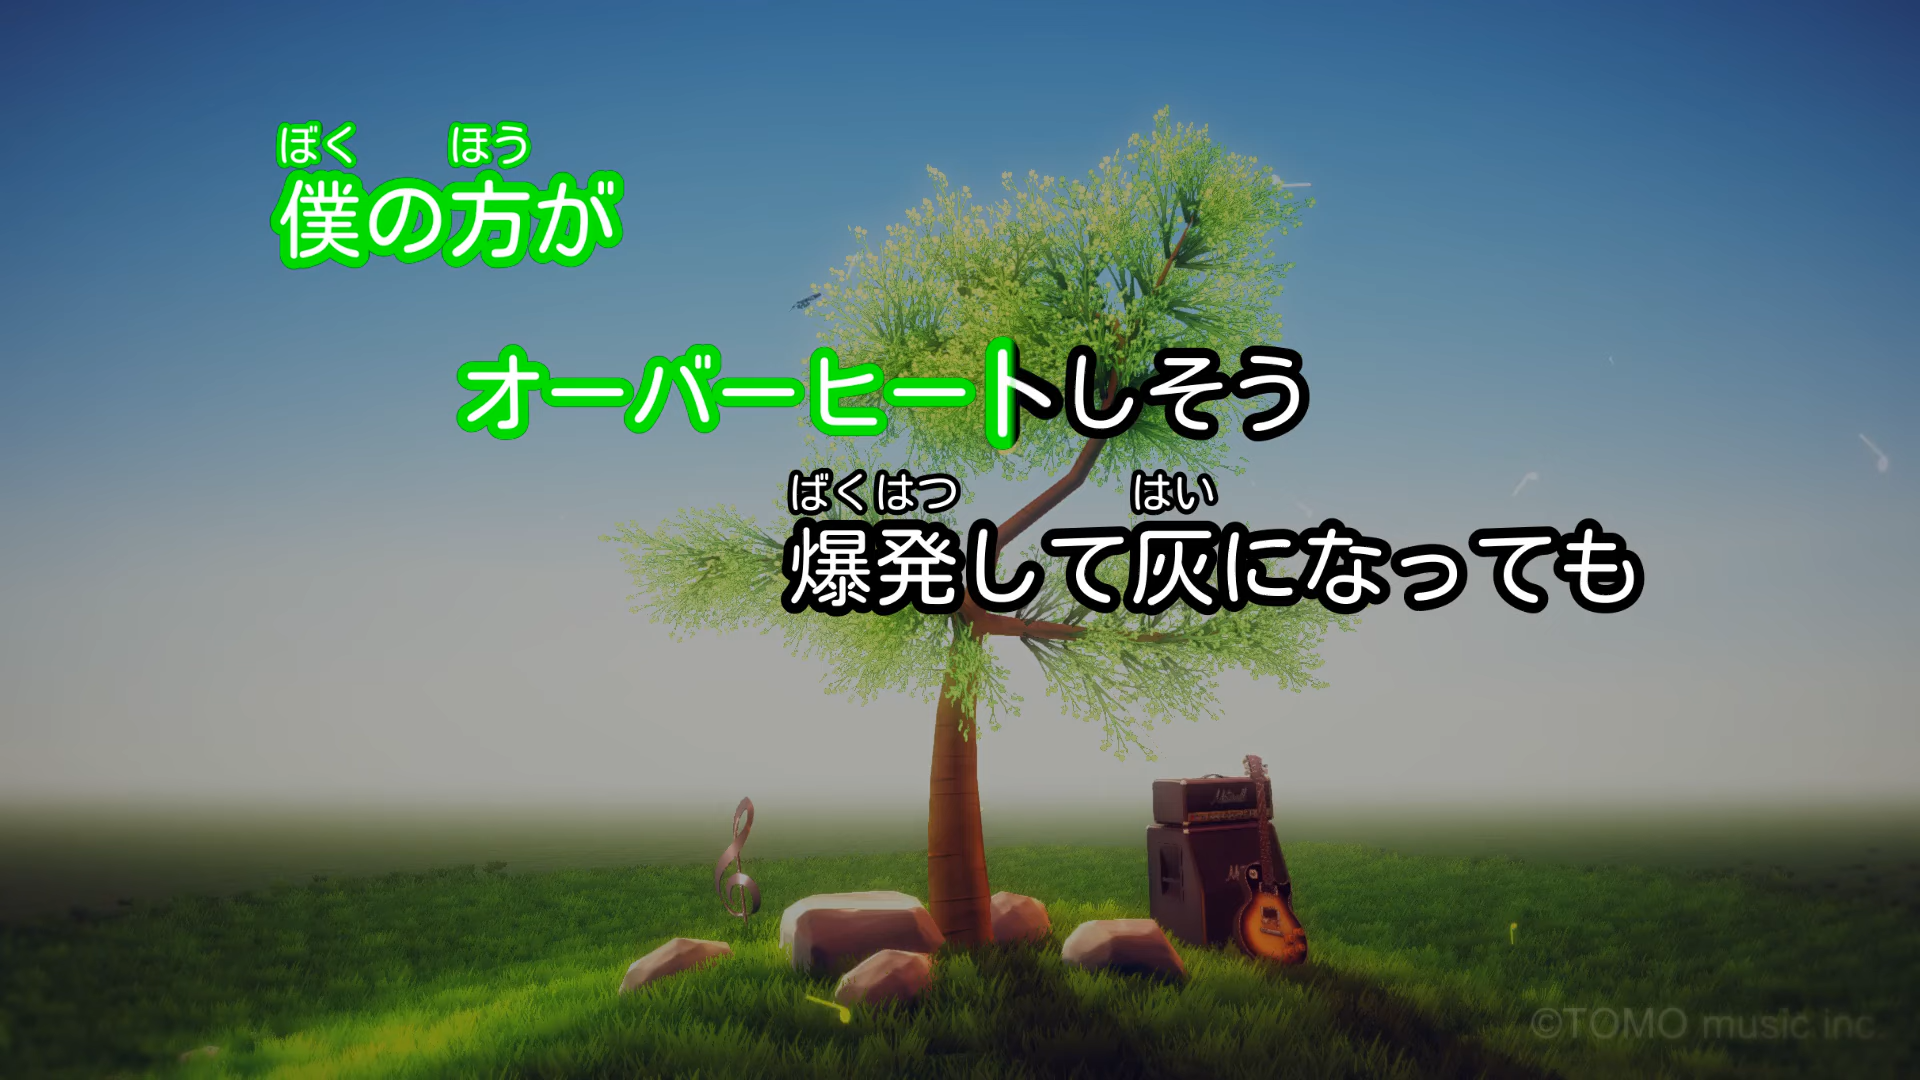 ぼく ほう
僕の方が
オーバーヒートしそう
ばくはつ はい
爆発して灰になっても
Marshall
©TOMO music inc.